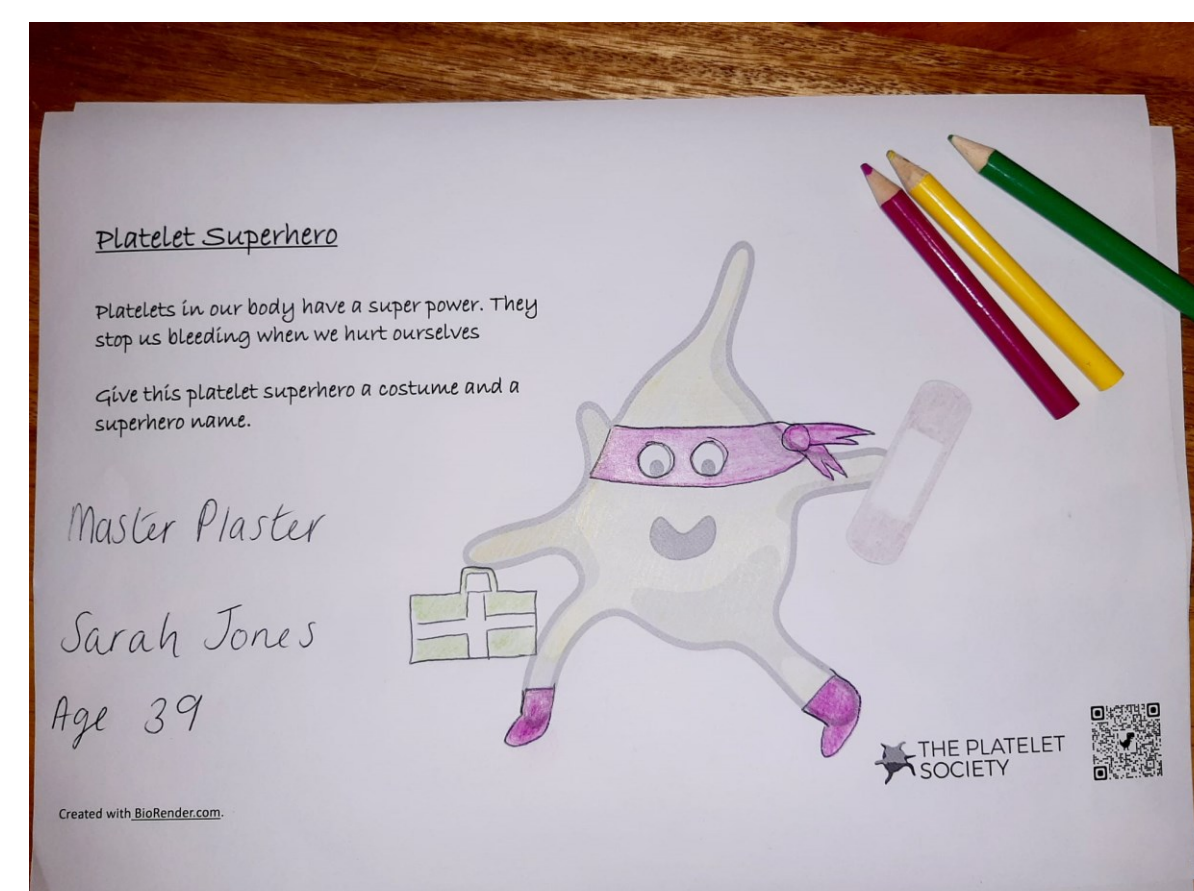 Platelet Superhero
Platelets in our body have a super power. They
stop us bleeding when we hurt ourselves
Give this platelet superhero a costume and a
superhero name.
Master Plaster
Sarah Jones
Age 39
THE PLATELET
SOCIETY
Created with BioRender.com.